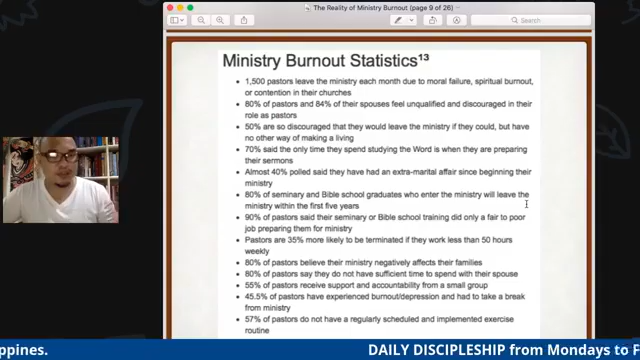 The Reality of Ministry Burnout (page 9 of 26)
Search
Ministry Burnout Statistics¹³
• 1,500 pastors leave the ministry each month due to moral failure, spiritual burnout,
or contention in their churches
• 80% of pastors and 84% of their spouses feel unqualified and discouraged in their
role as pastors
• 50% are so discouraged that they would leave the ministry if they could, but have
no other way of making a living
• 70% said the only time they spend studying the Word is when they are preparing
their sermons
• Almost 40% polled said they have had an extra-marital affair since beginning their
ministry
• 80% of seminary and Bible school graduates who enter the ministry will leave the
ministry within the first five years
• 90% of pastors said their seminary or Bible school training did only a fair to poor
job preparing them for ministry
• Pastors are 35% more likely to be terminated if they work less than 50 hours
weekly
• 80% of pastors believe their ministry negatively affects their families
• 80% of pastors say they do not have sufficient time to spend with their spouse
• 55% of pastors receive support and accountability from a small group
• 45.5% of pastors have experienced burnout/depression and had to take a break
from ministry
• 57% of pastors do not have a regularly scheduled and implemented exercise
routine
ppines.
DAILY DISCIPLESHIP from Mondays to F